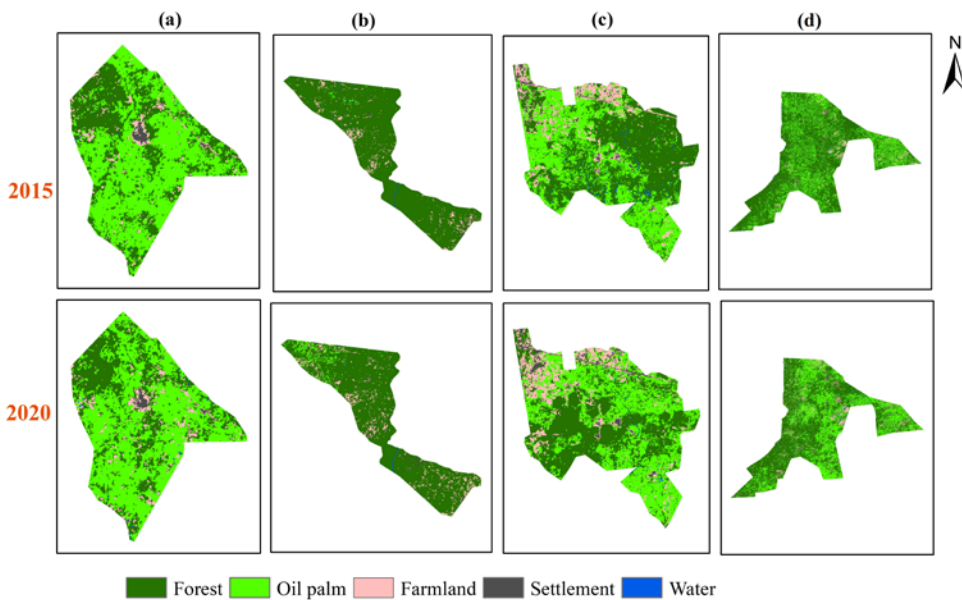 (a) (b) (c) (d)
N
2015
2020
Forest Oil palm Farmland Settlement Water